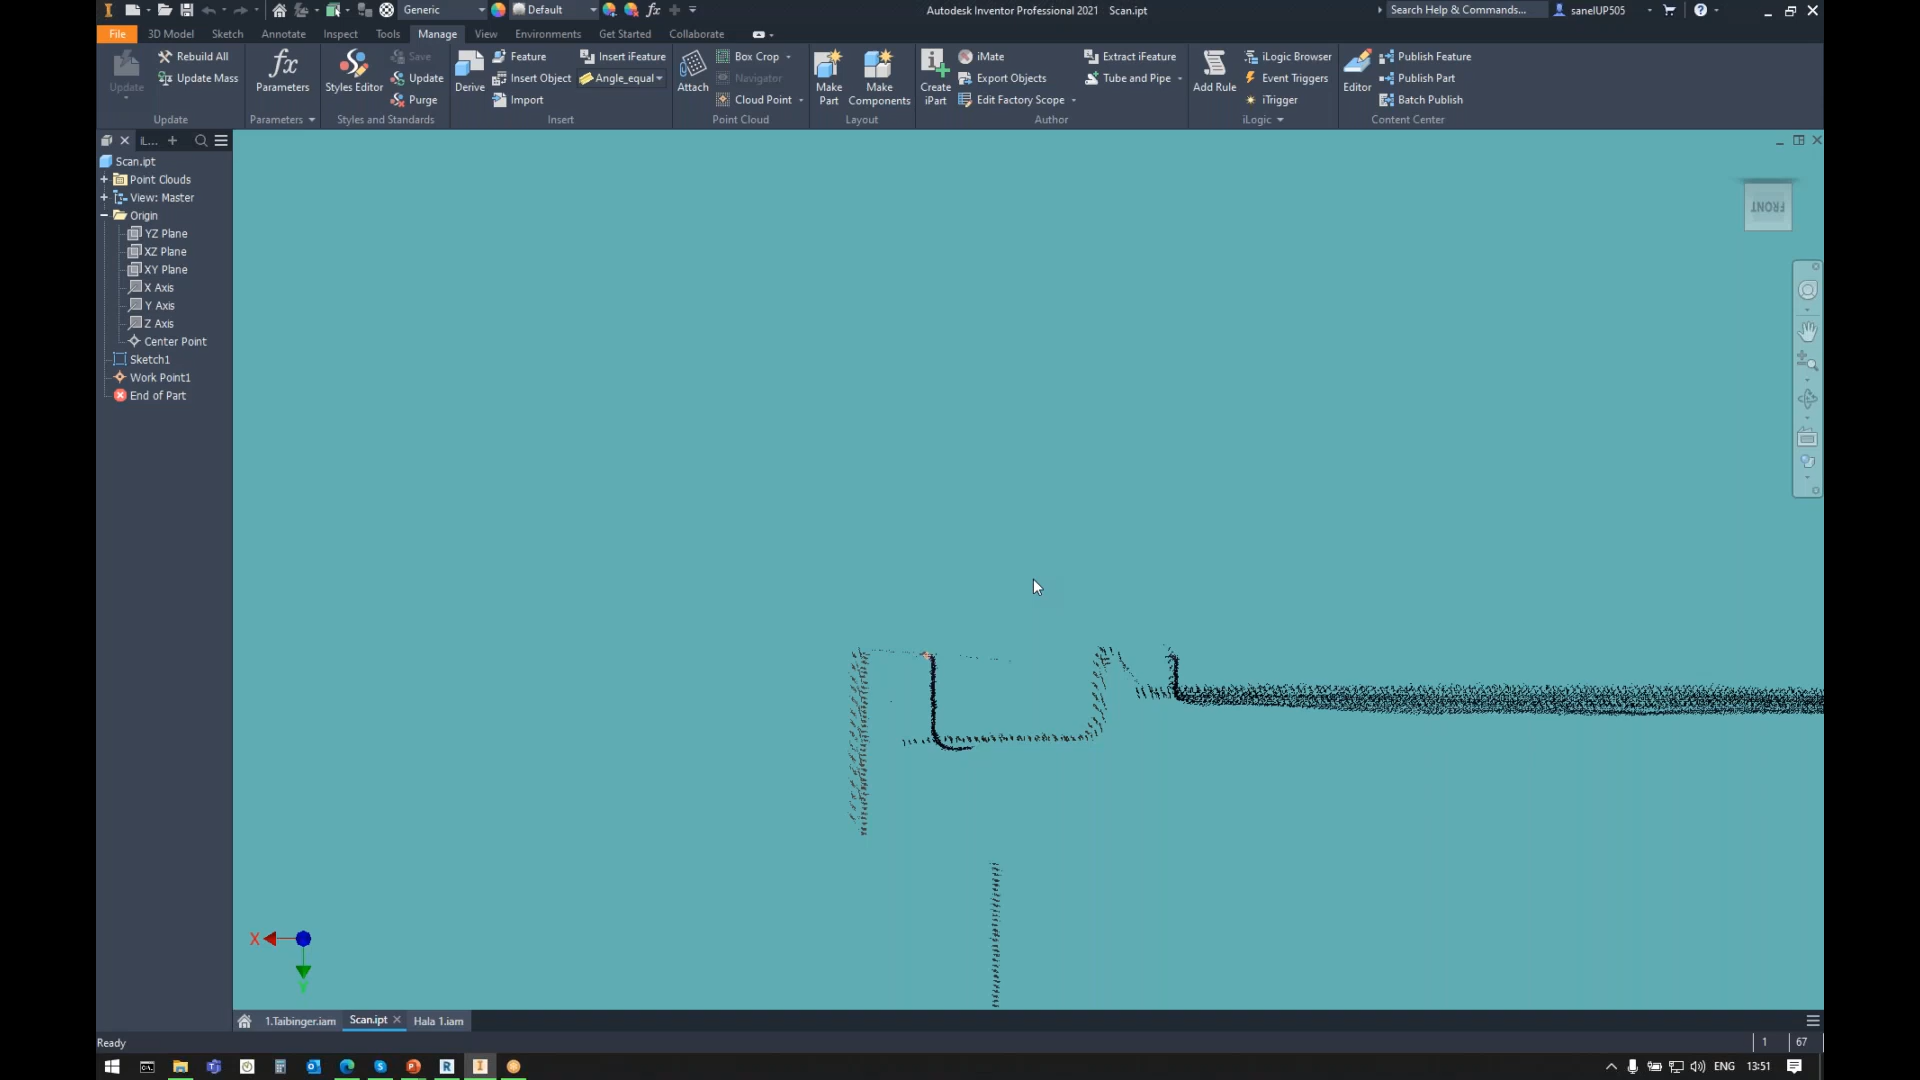 Generic
Default
Autodesk Inventor Professional 2021 Scan.ipt
Search Help & Commands...
sanelUP505
File 3D Model Sketch Annotate Inspect Tools Manage View Environments Get Started Collaborate
Update
Rebuild All
Update Mass
Update
fx
Parameters
Parameters
Styles Editor
Save
Update
Purge
Styles and Standards
Derive
Feature
Insert Object
Import
Insert iFeature
Angle_equal
Insert
Attach
Box Crop
Navigator
Cloud Point
Point Cloud
Make Part
Make Components
Layout
Create iPart
iMate
Export Objects
Edit Factory Scope
Extract iFeature
Tube and Pipe
Author
Add Rule
iLogic Browser
Event Triggers
iTrigger
iLogic
Editor
Publish Feature
Publish Part
Batch Publish
Content Center
iL...
Scan.ipt
Point Clouds
View: Master
Origin
YZ Plane
XZ Plane
XY Plane
X Axis
Y Axis
Z Axis
Center Point
Sketch1
Work Point1
End of Part
FRONT
X
Y
1.Taibinger.iam Scan.ipt Hala 1.iam
Ready
1 67
ENG 13:51